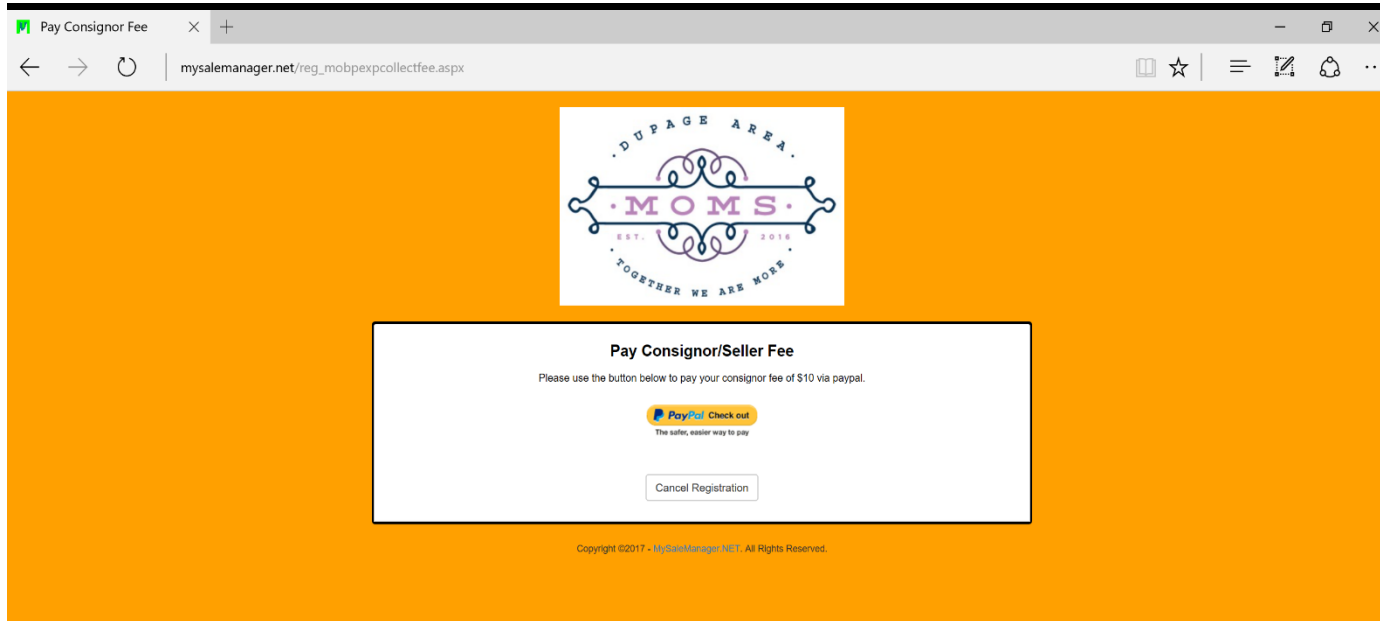 Pay Consignor Fee
mysalemanager.net/reg_mobpexpcollectfee.aspx
· DUPAGE AREA ·
· MOMS ·
EST. 2016
· TOGETHER WE ARE MORE ·
Pay Consignor/Seller Fee
Please use the button below to pay your consignor fee of $10 via paypal.
PayPal Check out
The safer, easier way to pay
Cancel Registration
Copyright ©2017 - MySaleManager.NET. All Rights Reserved.